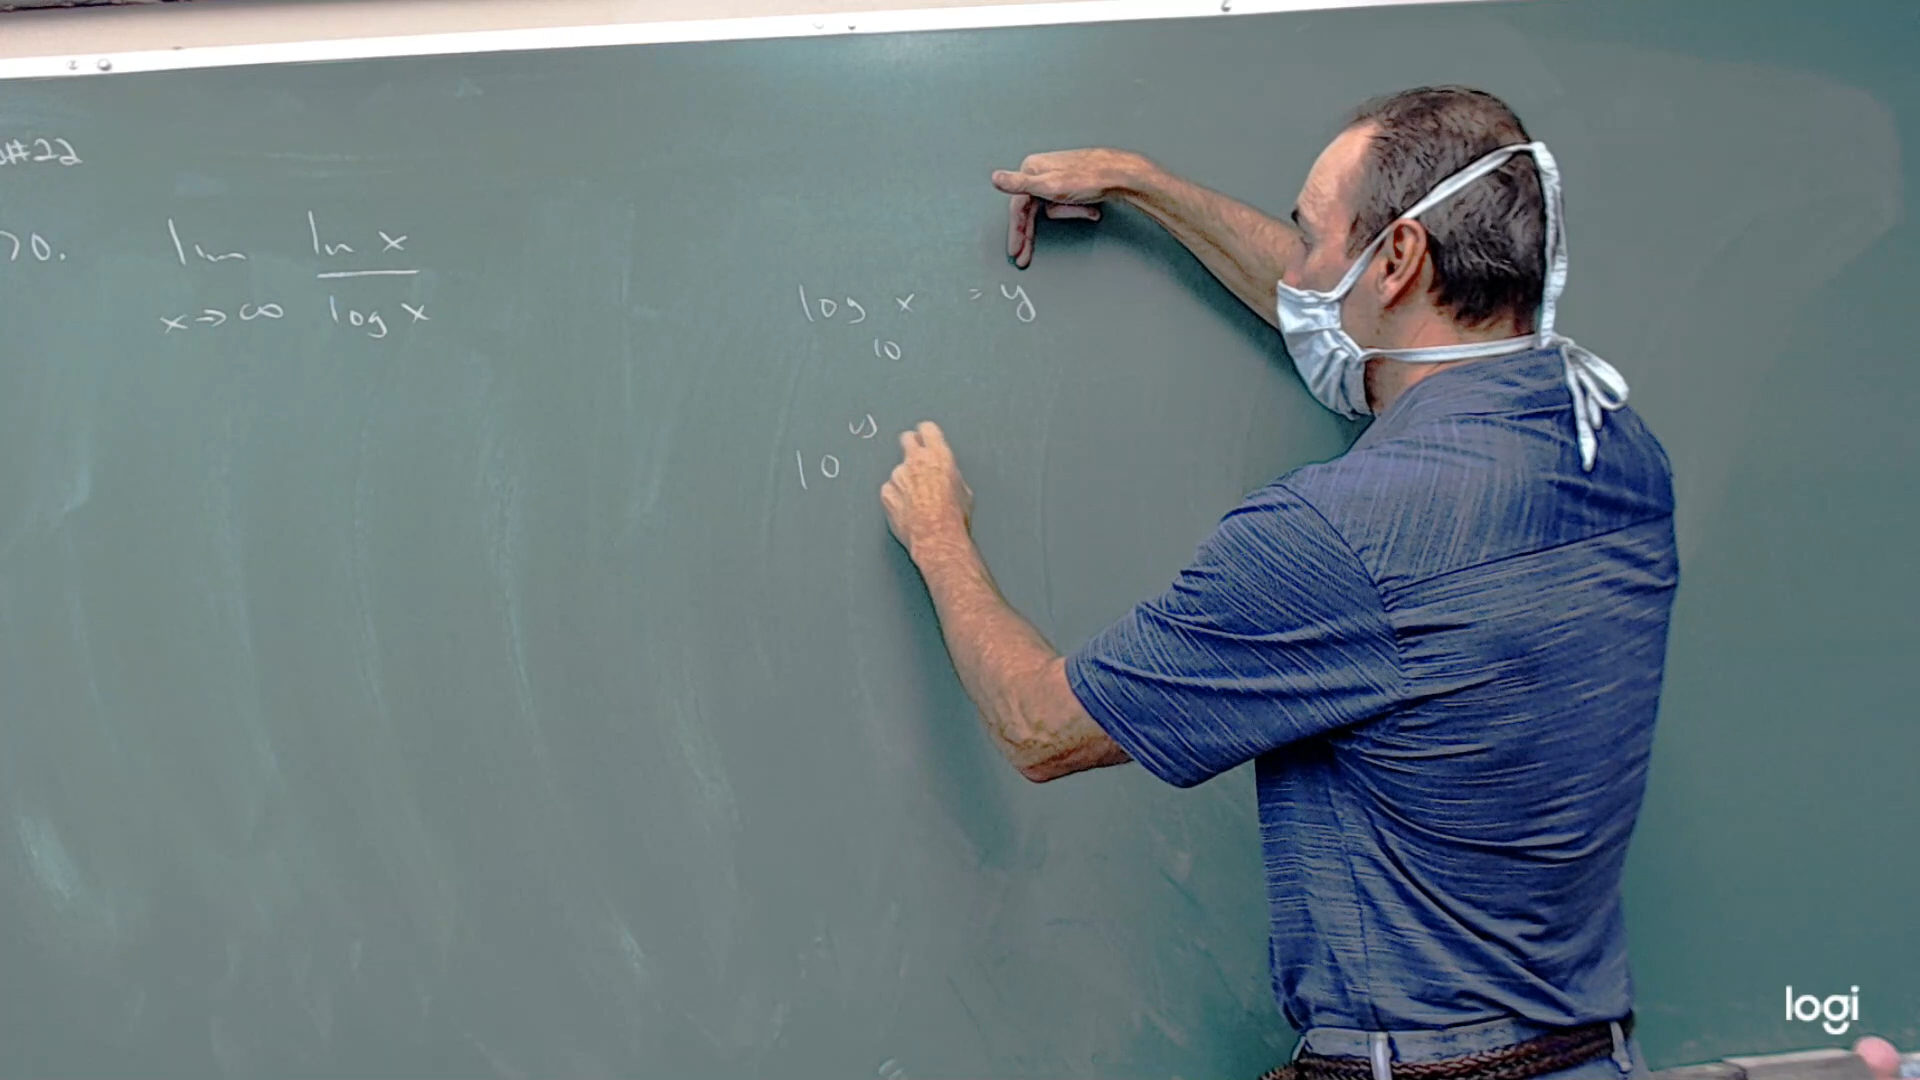 #22
70.
lim ln x
x→∞ log x
log x = y
10
10 y
logi